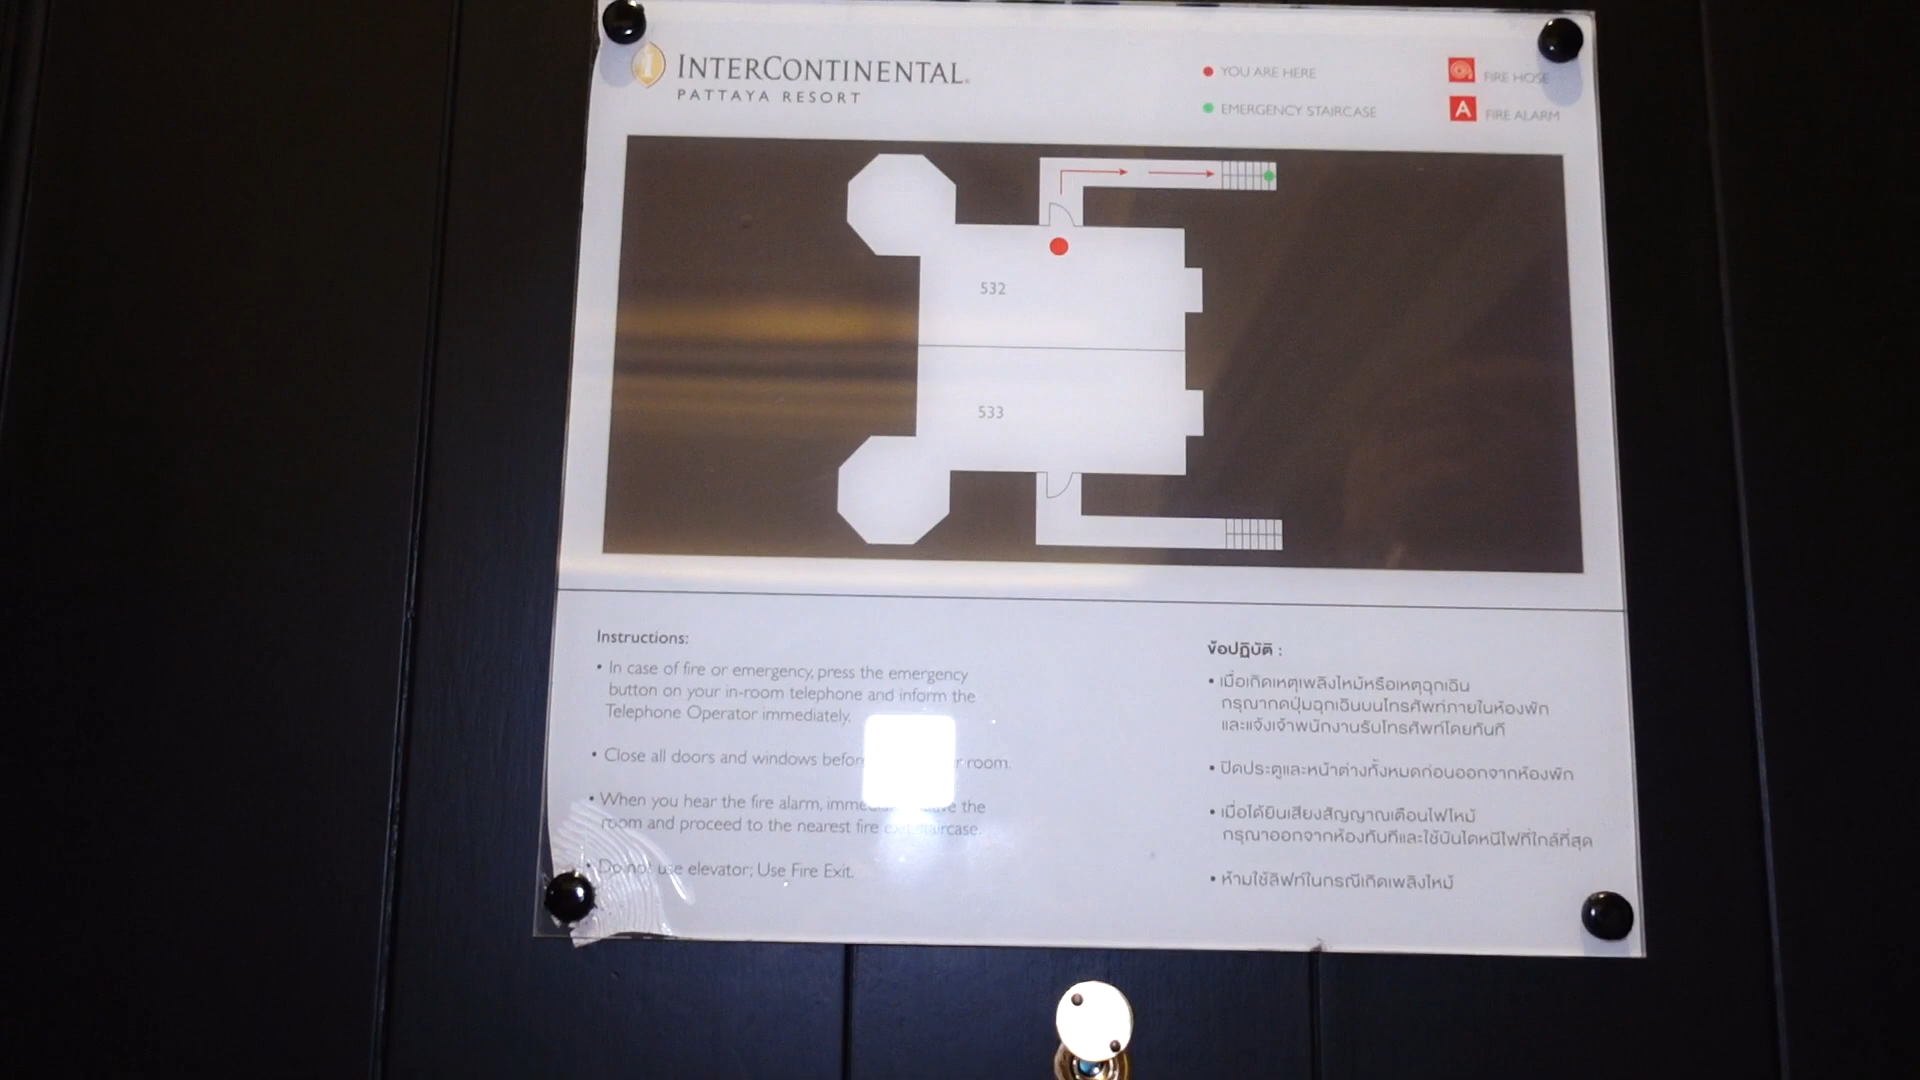 INTERCONTINENTAL
PATTAYA RESORT
YOU ARE HERE
EMERGENCY STAIRCASE
FIRE HOSE
A FIRE ALARM
532
533
Instructions:
• In case of fire or emergency, press the emergency
button on your in-room telephone and inform the
Telephone Operator immediately.
• Close all doors and windows room.
• When you hear the fire alarm, the
room and proceed to the nearest fire staircase.
• Do not use elevator; Use Fire Exit.
ข้อปฏิบัติ :
• เมื่อเกิดเหตุเพลิงไหม้หรือเหตุฉุกเฉิน
กรุณากดปุ่มฉุกเฉินบนโทรศัพท์ภายในห้องพัก
และแจ้งเจ้าพนักงานรับโทรศัพท์โดยทันที
• ปิดประตูและหน้าต่างทั้งหมดก่อนออกจากห้องพัก
• เมื่อได้ยินเสียงสัญญาณเตือนไฟไหม้
กรุณาออกจากห้องทันทีและใช้บันไดหนีไฟที่ใกล้ที่สุด
• ห้ามใช้ลิฟท์ในกรณีเกิดเพลิงไหม้